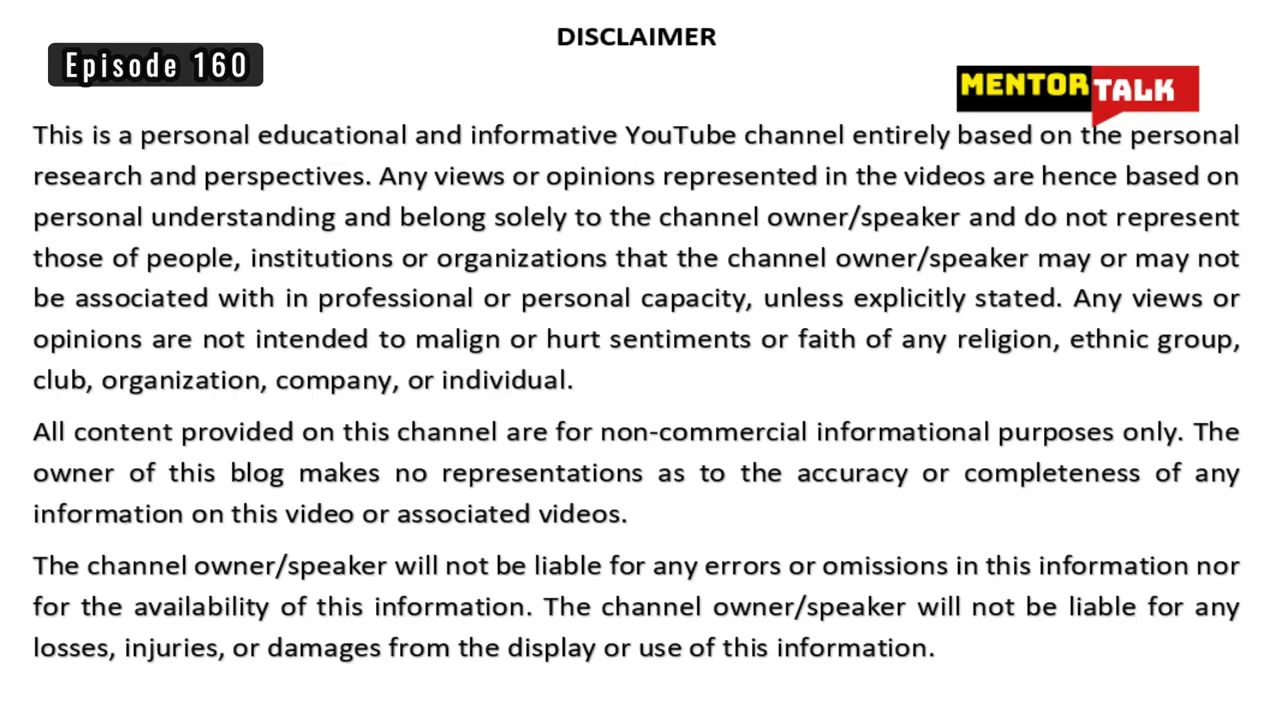 DISCLAIMER
Episode 160
MENTOR TALK
This is a personal educational and informative YouTube channel entirely based on the personal
research and perspectives. Any views or opinions represented in the videos are hence based on
personal understanding and belong solely to the channel owner/speaker and do not represent
those of people, institutions or organizations that the channel owner/speaker may or may not
be associated with in professional or personal capacity, unless explicitly stated. Any views or
opinions are not intended to malign or hurt sentiments or faith of any religion, ethnic group,
club, organization, company, or individual.
All content provided on this channel are for non-commercial informational purposes only. The
owner of this blog makes no representations as to the accuracy or completeness of any
information on this video or associated videos.
The channel owner/speaker will not be liable for any errors or omissions in this information nor
for the availability of this information. The channel owner/speaker will not be liable for any
losses, injuries, or damages from the display or use of this information.